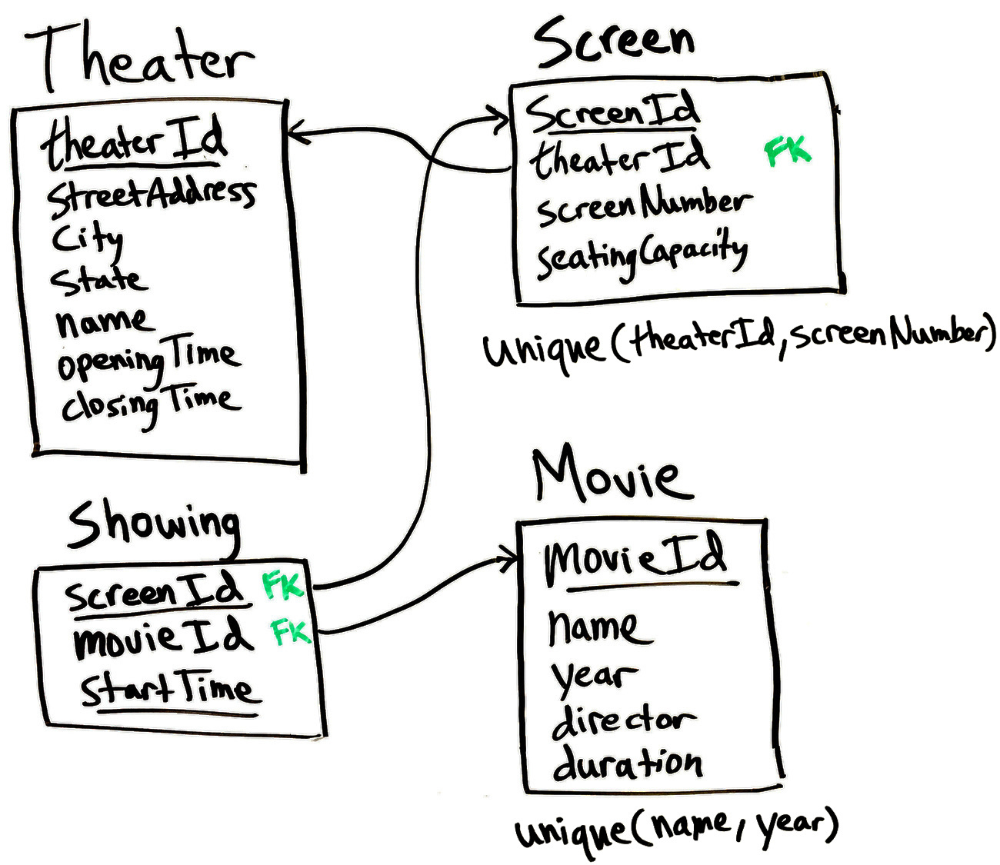 Theater
theaterId
streetAddress
City
state
name
openingTime
closingTime
Screen
ScreenId
theaterId FK
screenNumber
seatingCapacity
unique(theaterId, screenNumber)
Showing
screenId FK
movieId FK
startTime
Movie
movieId
name
year
director
duration
unique(name, year)